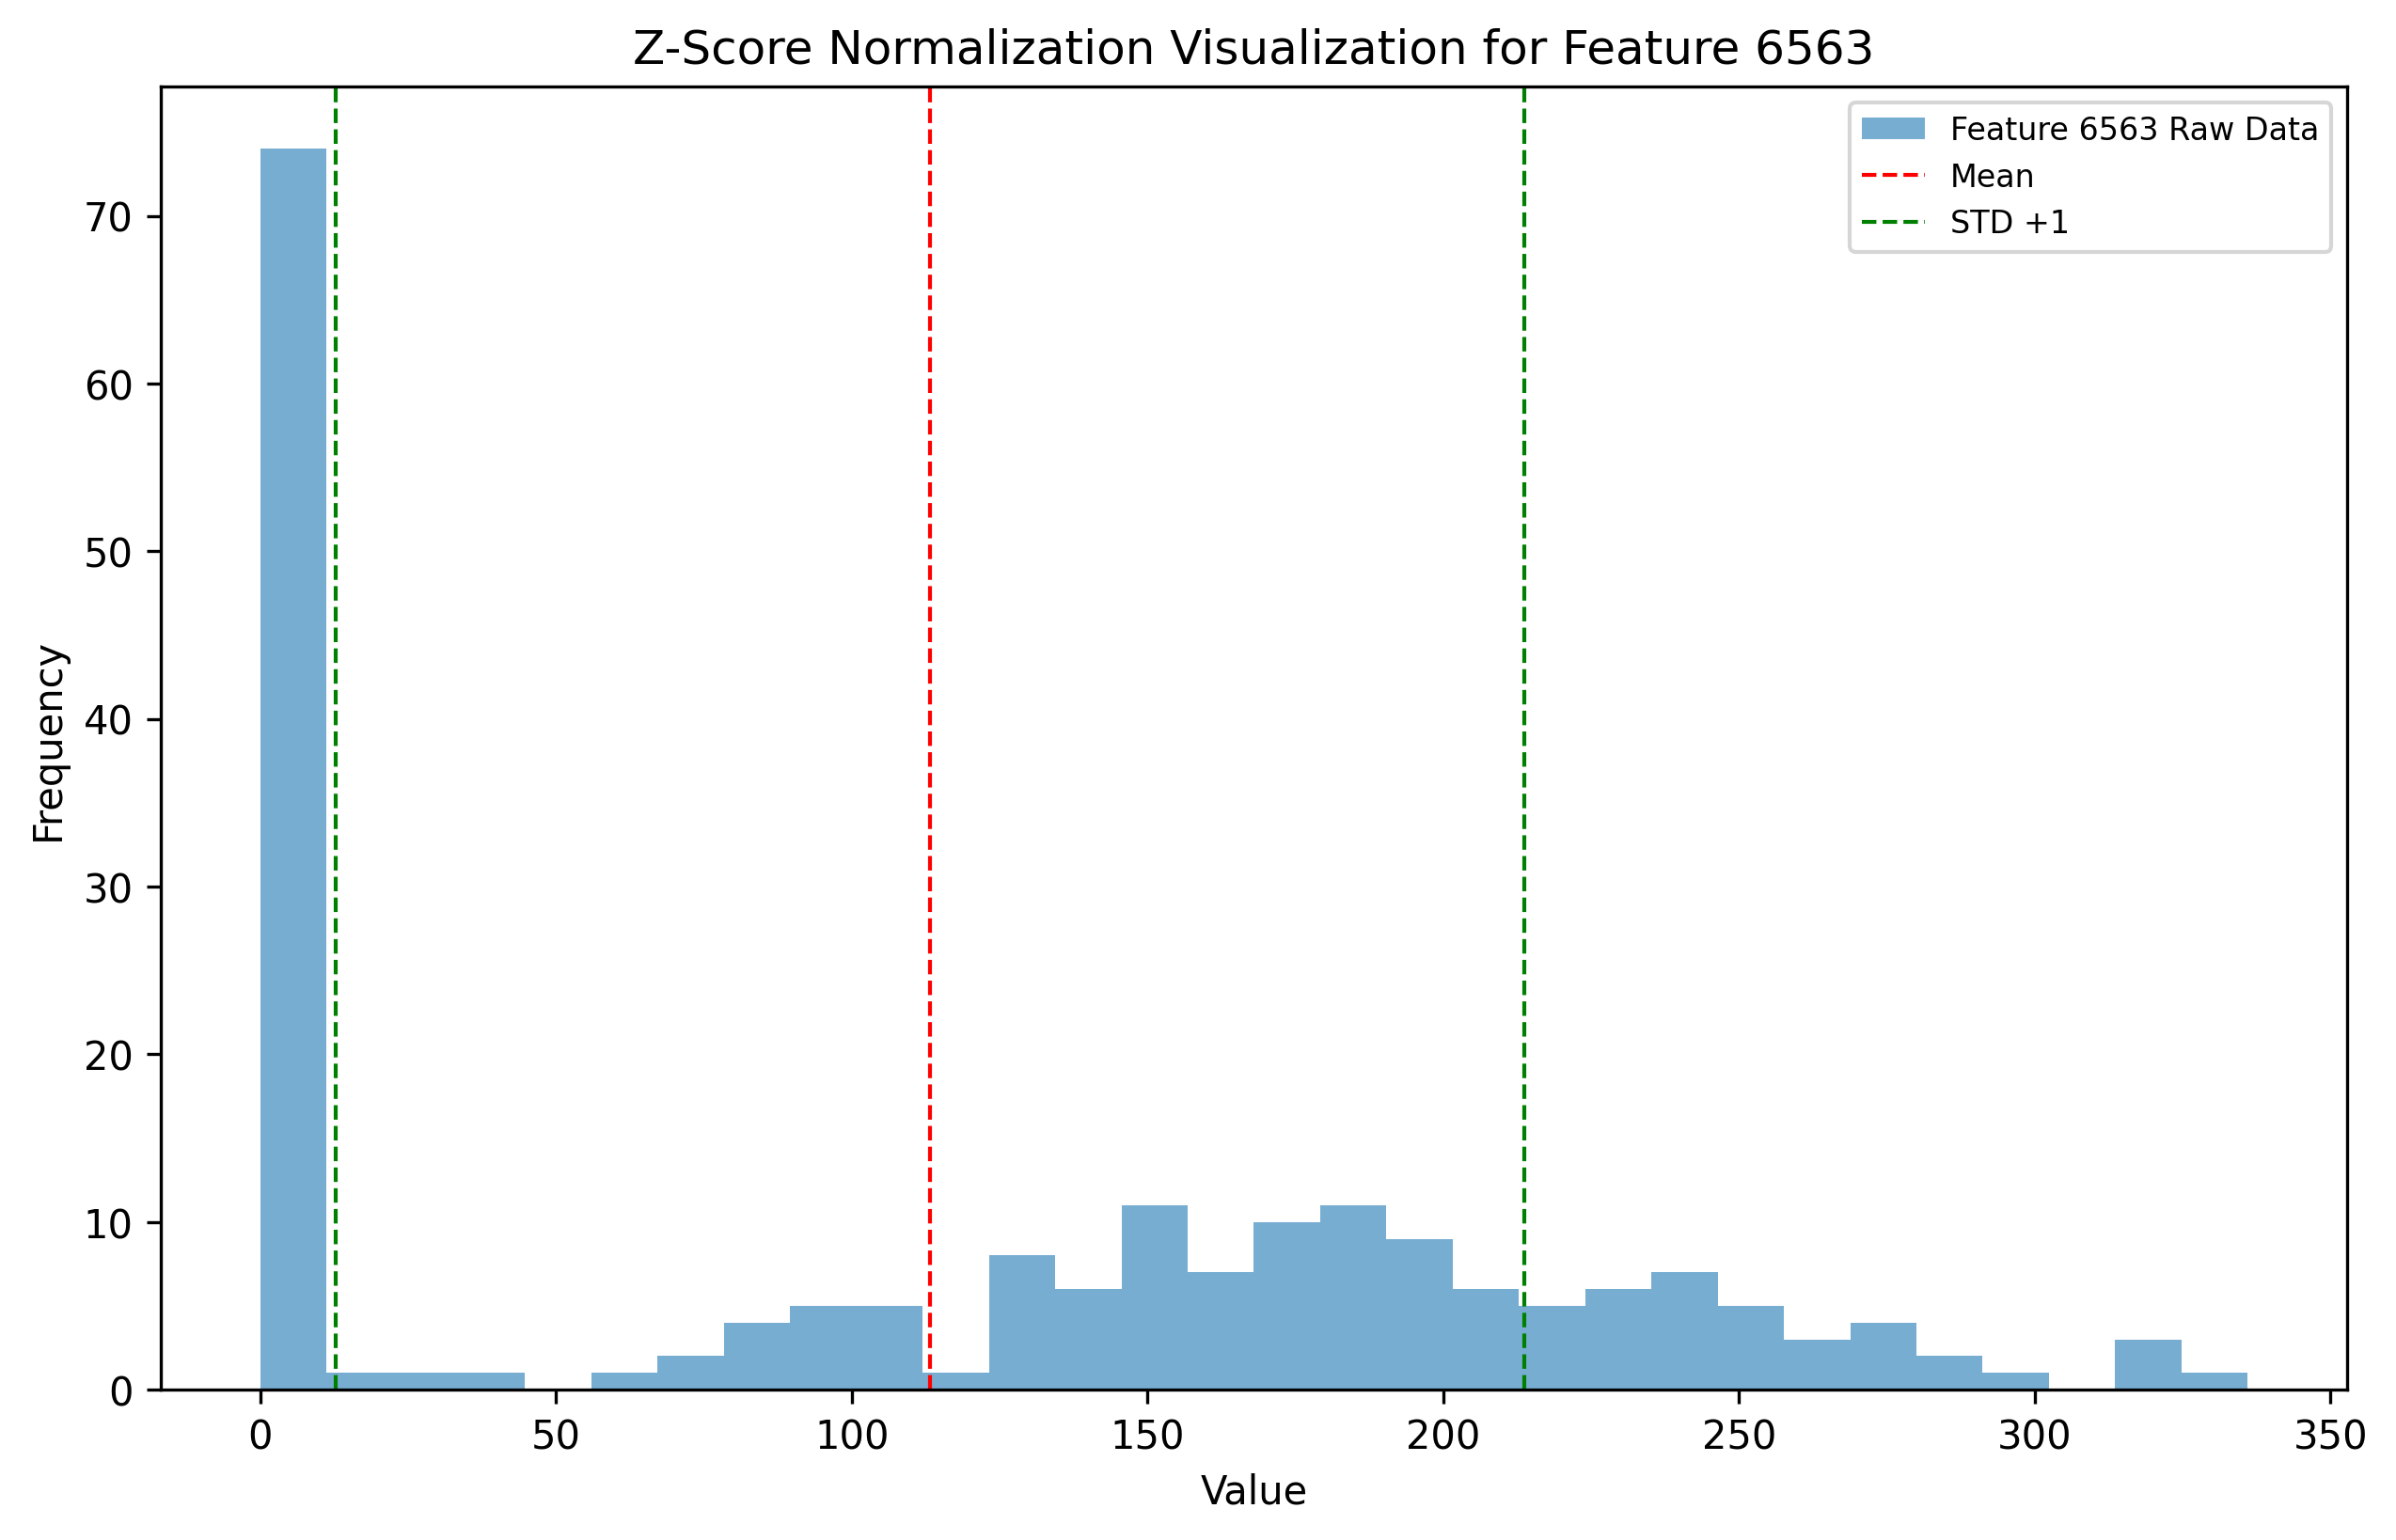 Z-Score Normalization Visualization for Feature 6563
Feature 6563 Raw Data
Mean
STD +1
Frequency
70
60
50
40
30
20
10
0
0 50 100 150 200 250 300 350
Value